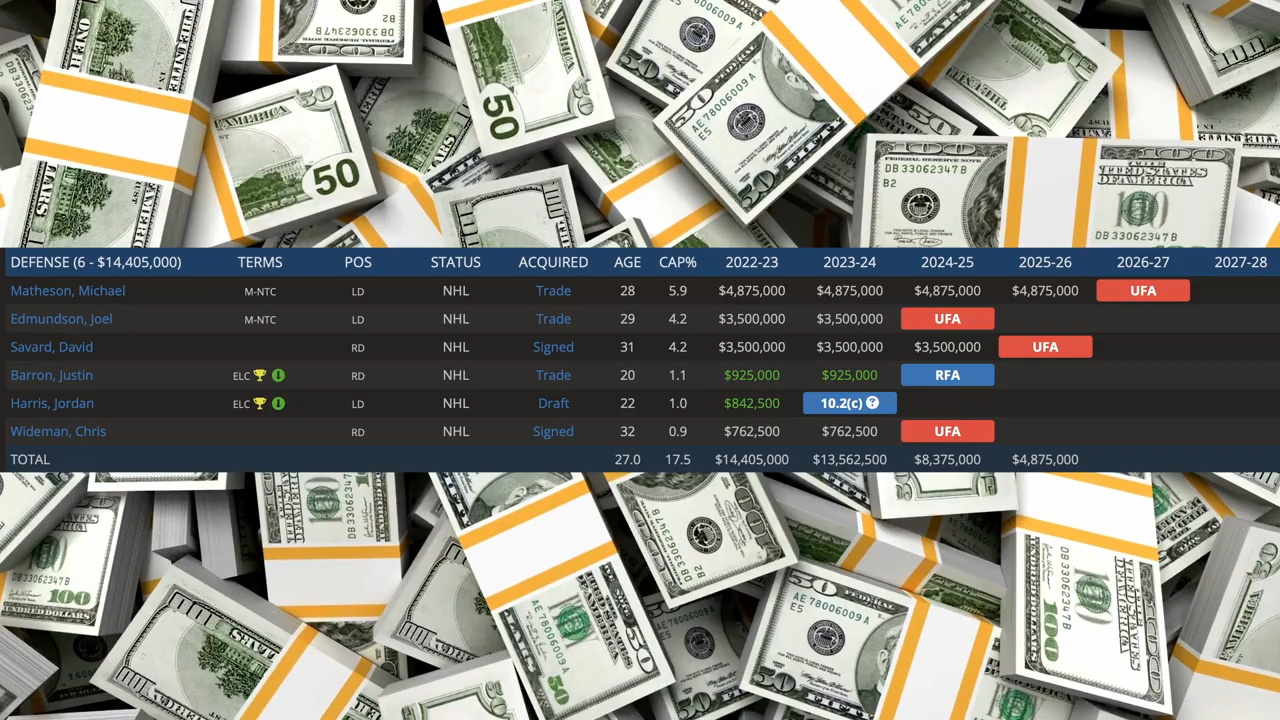 DEFENSE (6 - $14,405,000) TERMS POS STATUS ACQUIRED AGE CAP% 2022-23 2023-24 2024-25 2025-26 2026-27 2027-28
Matheson, Michael M-NTC LD NHL Trade 28 5.9 $4,875,000 $4,875,000 $4,875,000 $4,875,000 UFA
Edmundson, Joel M-NTC LD NHL Trade 29 4.2 $3,500,000 $3,500,000 UFA
Savard, David RD NHL Signed 31 4.2 $3,500,000 $3,500,000 $3,500,000 UFA
Barron, Justin ELC RD NHL Trade 20 1.1 $925,000 $925,000 RFA
Harris, Jordan ELC LD NHL Draft 22 1.0 $842,500 10.2(c) ?
Wideman, Chris RD NHL Signed 32 0.9 $762,500 $762,500 UFA
TOTAL 27.0 17.5 $14,405,000 $13,562,500 $8,375,000 $4,875,000